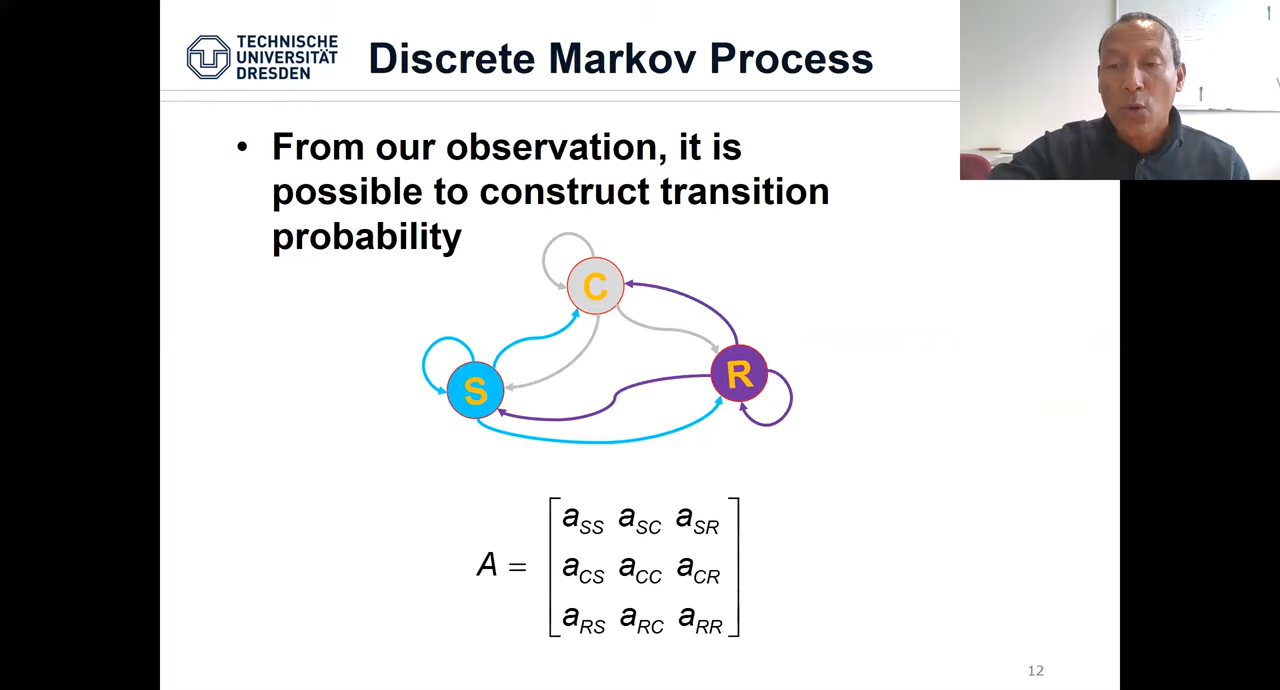 TECHNISCHE
UNIVERSITÄT
DRESDEN
Discrete Markov Process
• From our observation, it is
possible to construct transition
probability
C
S
R
A = [ a_SS a_SC a_SR
a_CS a_CC a_CR
a_RS a_RC a_RR ]
12